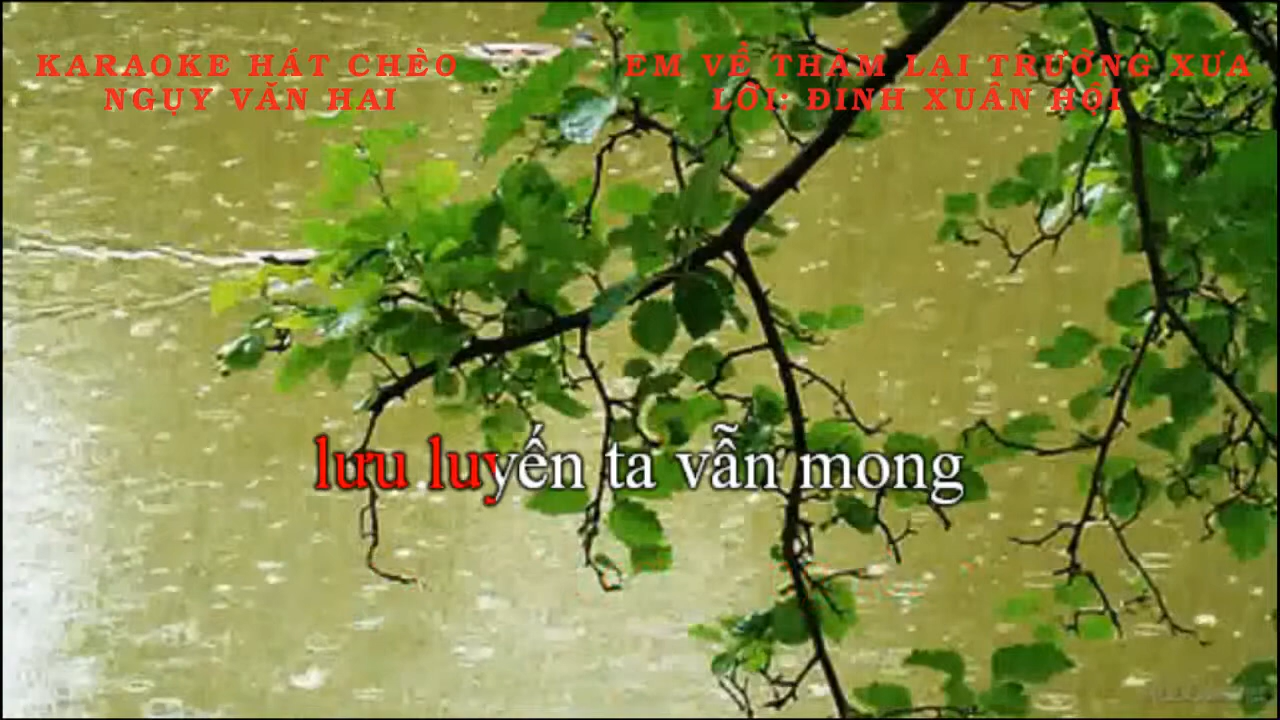 KARAOKE HÁT CHÈO
NGỤY VĂN HAI
EM VỀ THĂM LẠI TRƯỜNG XƯA
LỜI: ĐINH XUÂN HỘI
lưu luyến ta vẫn mong